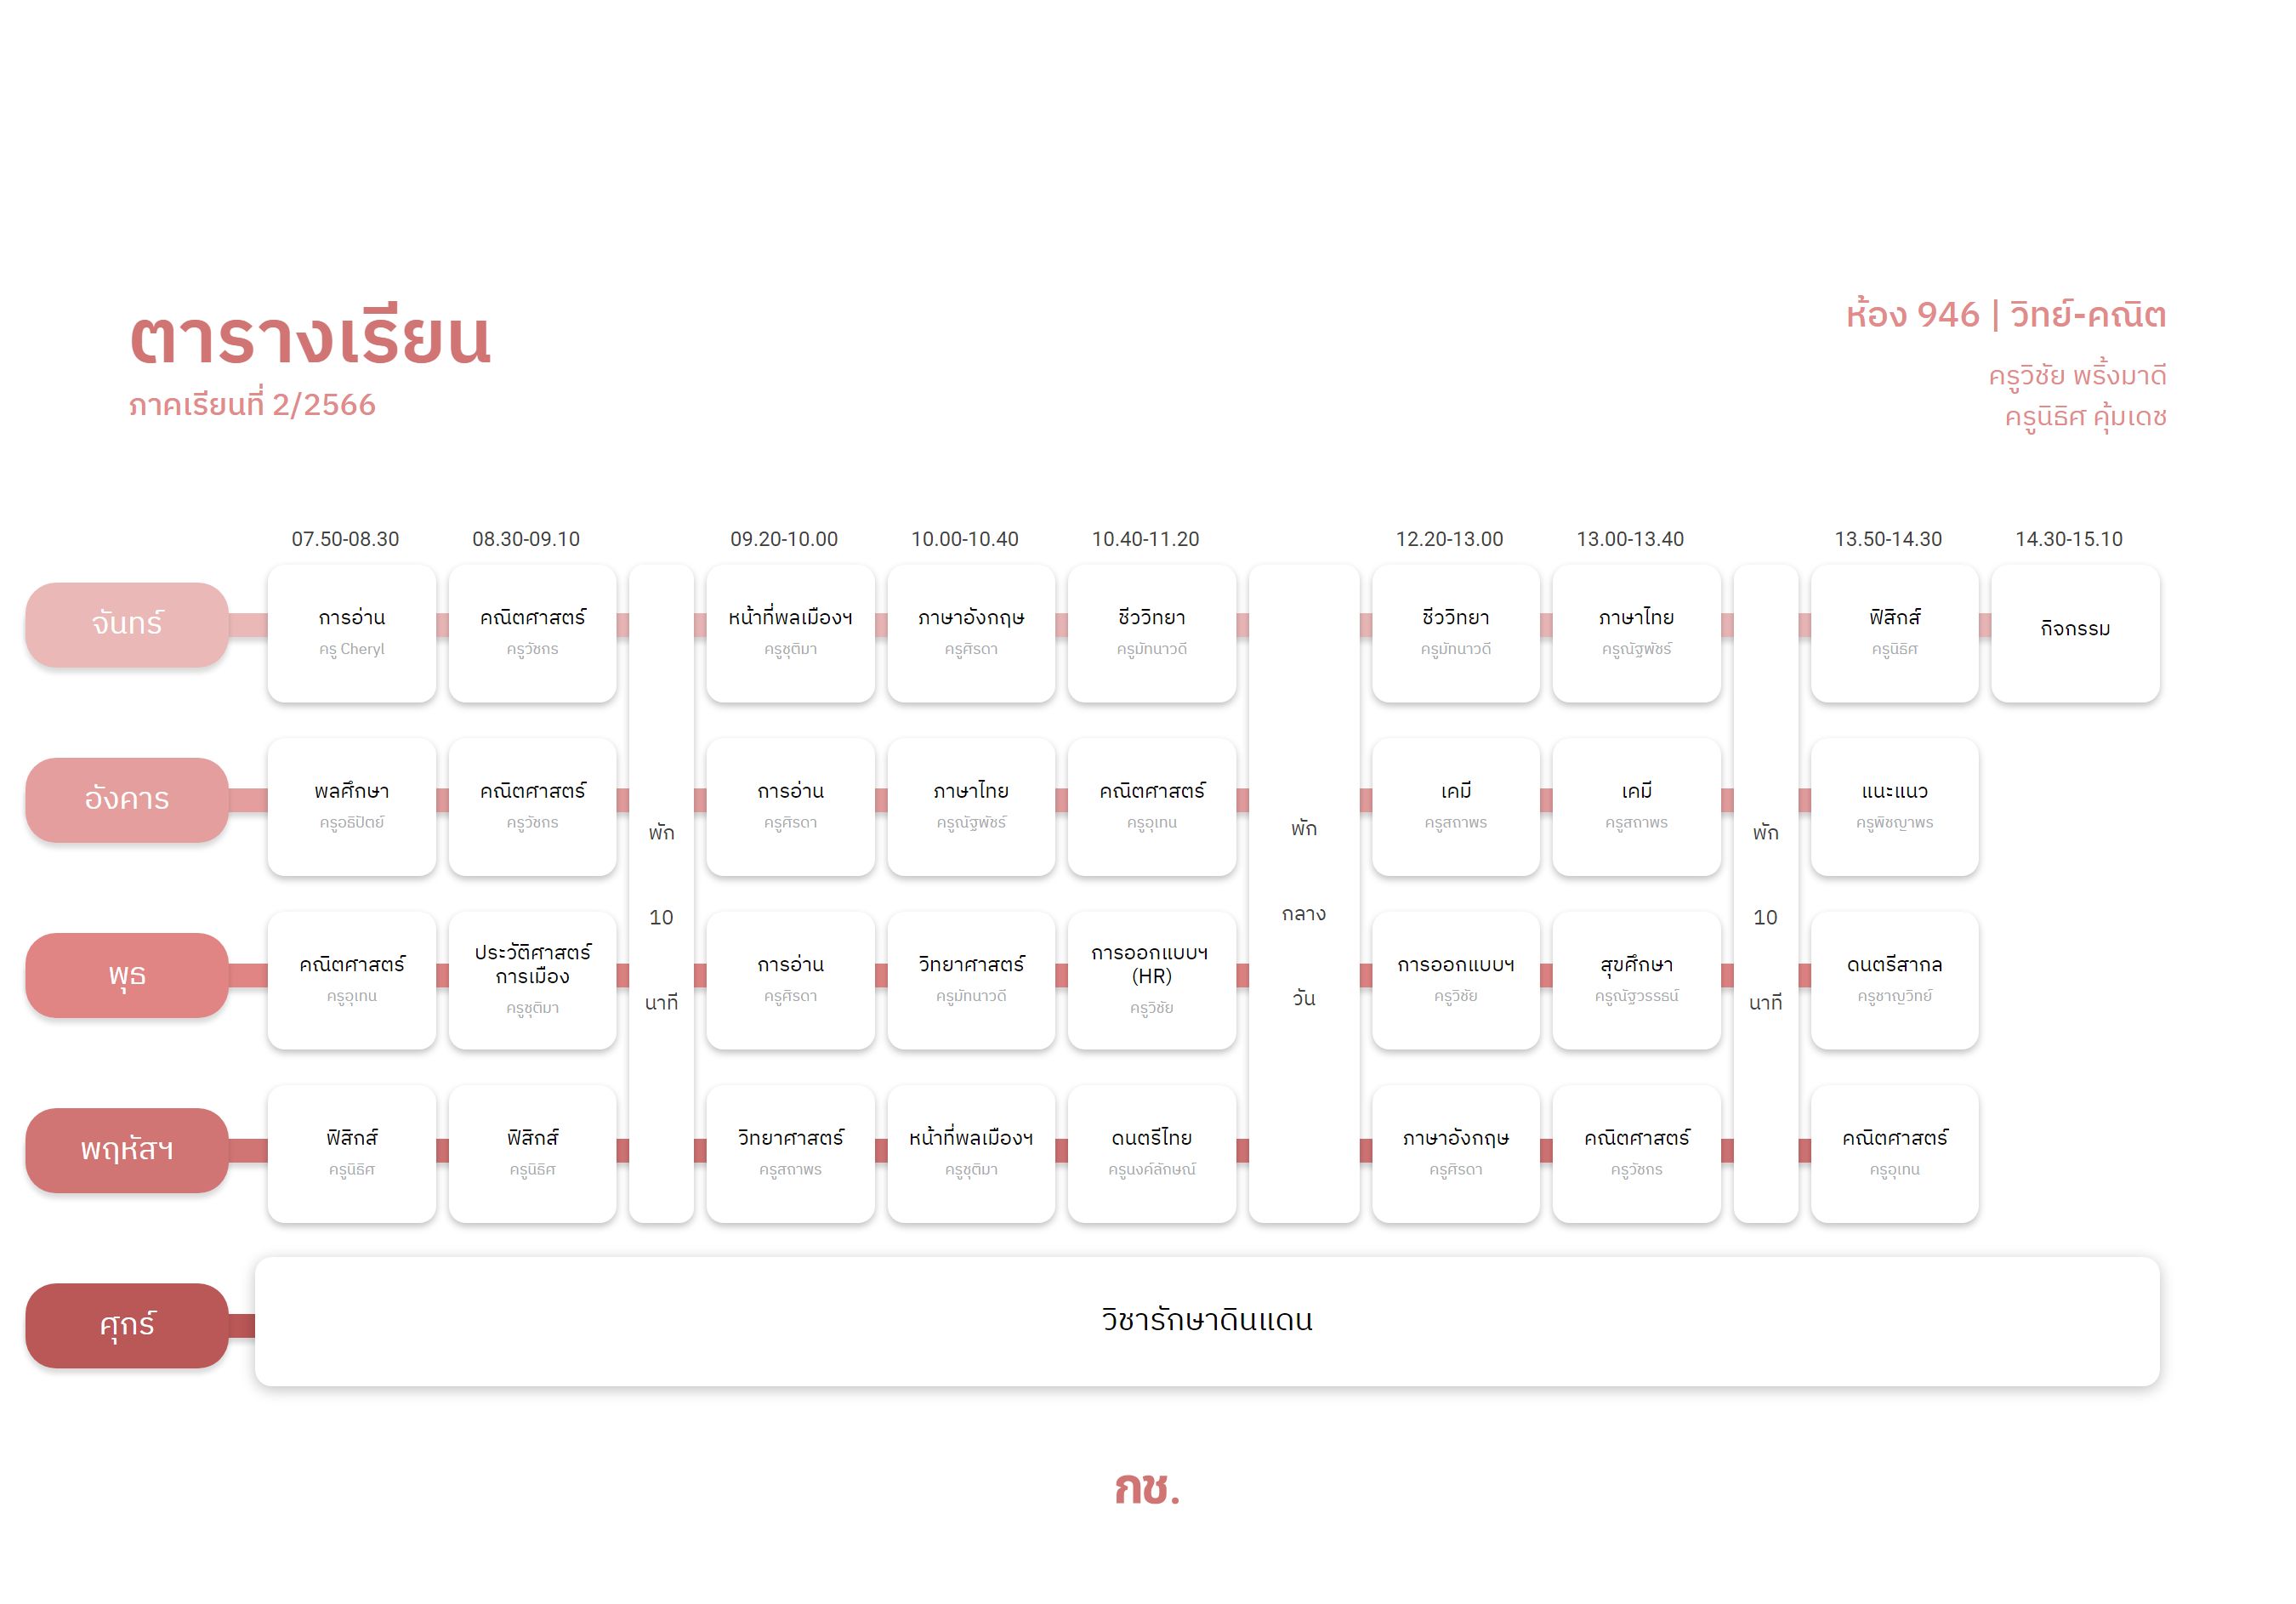 ตารางเรียน
ภาคเรียนที่ 2/2566
ห้อง 946 | วิทย์-คณิต
ครูวิชัย พริ้งมาดี
ครูนิธิศ คุ้มเดช
07.50-08.30 08.30-09.10 09.20-10.00 10.00-10.40 10.40-11.20 12.20-13.00 13.00-13.40 13.50-14.30 14.30-15.10
จันทร์
การอ่าน คณิตศาสตร์ หน้าที่พลเมืองฯ ภาษาอังกฤษ ชีววิทยา ชีววิทยา ภาษาไทย ฟิสิกส์ กิจกรรม
ครู Cheryl ครูวัชกร ครูชุติมา ครูศิรดา ครูมัทนาวดี ครูมัทนาวดี ครูณัฐพัชร์ ครูนิธิศ
อังคาร
พลศึกษา คณิตศาสตร์ การอ่าน ภาษาไทย คณิตศาสตร์ เคมี เคมี แนะแนว
ครูอธิปัตย์ ครูวัชกร ครูศิรดา ครูณัฐพัชร์ ครูอุเทน ครูสถาพร ครูสถาพร ครูพิชญาพร
พัก
10
นาที
พัก
กลาง
วัน
พัก
10
นาที
พุธ
คณิตศาสตร์ ประวัติศาสตร์การเมือง การอ่าน วิทยาศาสตร์ การออกแบบฯ (HR) การออกแบบฯ สุขศึกษา ดนตรีสากล
ครูอุเทน ครูชุติมา ครูศิรดา ครูมัทนาวดี ครูวิชัย ครูวิชัย ครูณัฐวรรธน์ ครูชาญวิทย์
พฤหัสฯ
ฟิสิกส์ ฟิสิกส์ วิทยาศาสตร์ หน้าที่พลเมืองฯ ดนตรีไทย ภาษาอังกฤษ คณิตศาสตร์ คณิตศาสตร์
ครูนิธิศ ครูนิธิศ ครูสถาพร ครูชุติมา ครูนงค์ลักษณ์ ครูศิรดา ครูวัชกร ครูอุเทน
ศุกร์
วิชารักษาดินแดน
กช.